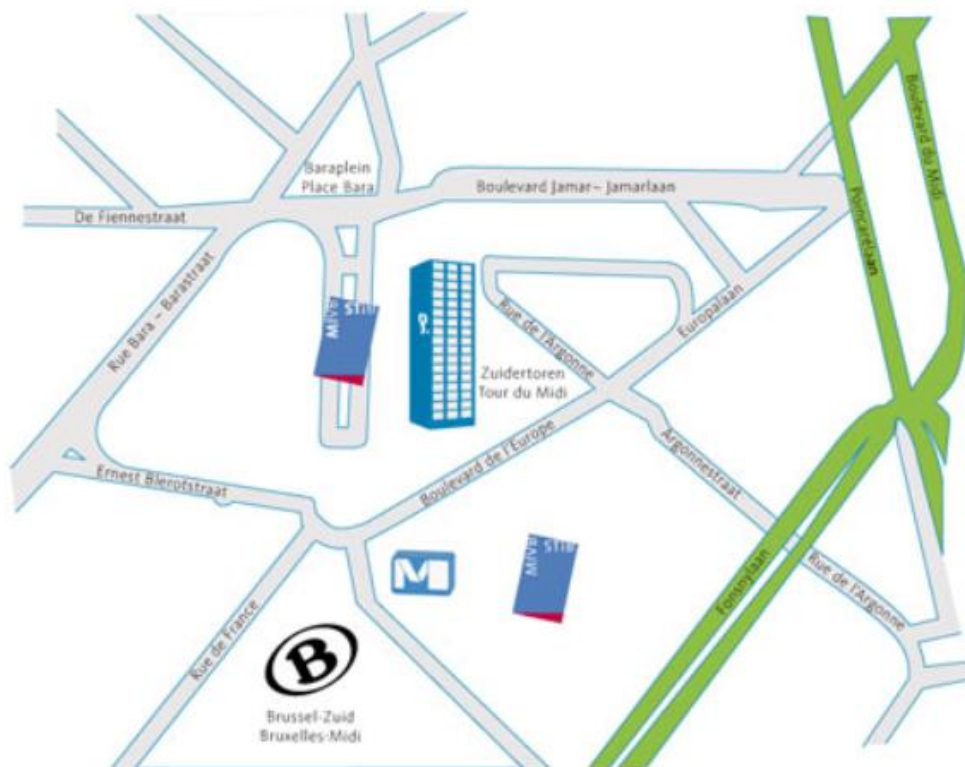 Boulevard du Midi
Baraplein
Place Bara
Boulevard Jamar – Jamarlaan
Poincarélaan
De Fiennestraat
Rue Bara – Barastraat
MIVB
STIB
Rue de l'Argonne
Europalaan
Zuidertoren
Tour du Midi
Boulevard de l'Europe
Argonnestraat
Ernest Blerotstraat
MIVB
STIB
M
Fonsnylaan
Rue de l'Argonne
Rue de France
B
Brussel-Zuid
Bruxelles-Midi